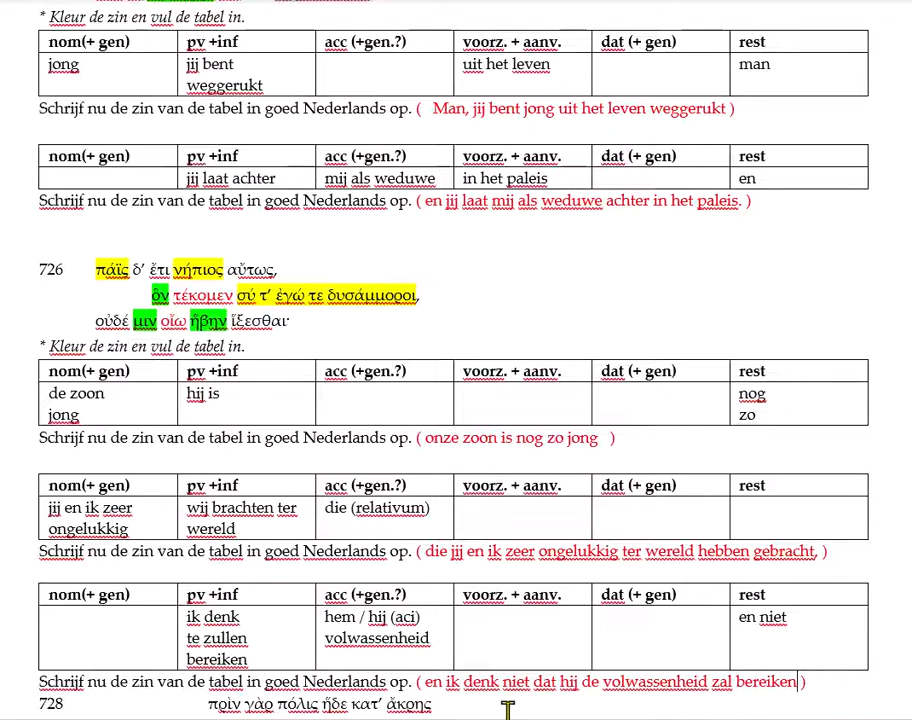 * Kleur de zin en vul de tabel in.
nom(+ gen) pv +inf acc (+gen.?) voorz. + aanv. dat (+ gen) rest
jong jij bent uit het leven man
weggerukt
Schrijf nu de zin van de tabel in goed Nederlands op. ( Man, jij bent jong uit het leven weggerukt )
nom(+ gen) pv +inf acc (+gen.?) voorz. + aanv. dat (+ gen) rest
jij laat achter mij als weduwe in het paleis en
Schrijf nu de zin van de tabel in goed Nederlands op. ( en jij laat mij als weduwe achter in het paleis. )
726 πάϊς δ’ ἔτι νήπιος αὔτως,
ὃν τέκομεν σύ τ’ ἐγώ τε δυσάμμοροι,
οὐδέ μιν οἴω ἥβην ἵξεσθαι·
* Kleur de zin en vul de tabel in.
nom(+ gen) pv +inf acc (+gen.?) voorz. + aanv. dat (+ gen) rest
de zoon hij is nog
jong zo
Schrijf nu de zin van de tabel in goed Nederlands op. ( onze zoon is nog zo jong )
nom(+ gen) pv +inf acc (+gen.?) voorz. + aanv. dat (+ gen) rest
jij en ik zeer wij brachten ter die (relativum)
ongelukkig wereld
Schrijf nu de zin van de tabel in goed Nederlands op. ( die jij en ik zeer ongelukkig ter wereld hebben gebracht, )
nom(+ gen) pv +inf acc (+gen.?) voorz. + aanv. dat (+ gen) rest
ik denk hem / hij (aci) en niet
te zullen volwassenheid
bereiken
Schrijf nu de zin van de tabel in goed Nederlands op. ( en ik denk niet dat hij de volwassenheid zal bereiken )
728 πρὶν γὰρ πόλις ἥδε κατ’ ἄκρης